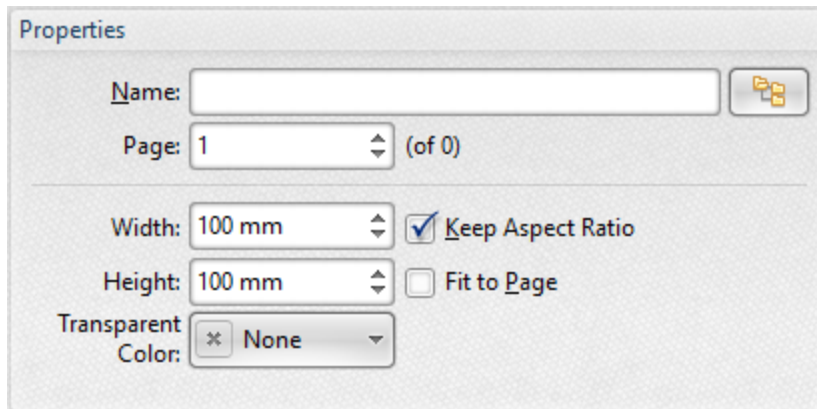 Properties
Name:
Page: 1 (of 0)
Width: 100 mm Keep Aspect Ratio
Height: 100 mm Fit to Page
Transparent
Color: None